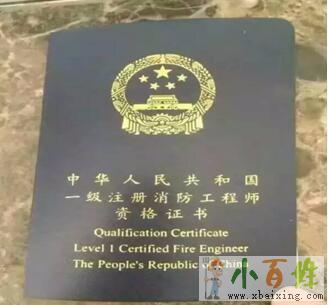 中华人民共和国
一级注册消防工程师
资格证书
Qualification Certificate
Level 1 Certified Fire Engineer
The People's Republic of China
小百姓
www.xbaixing.com